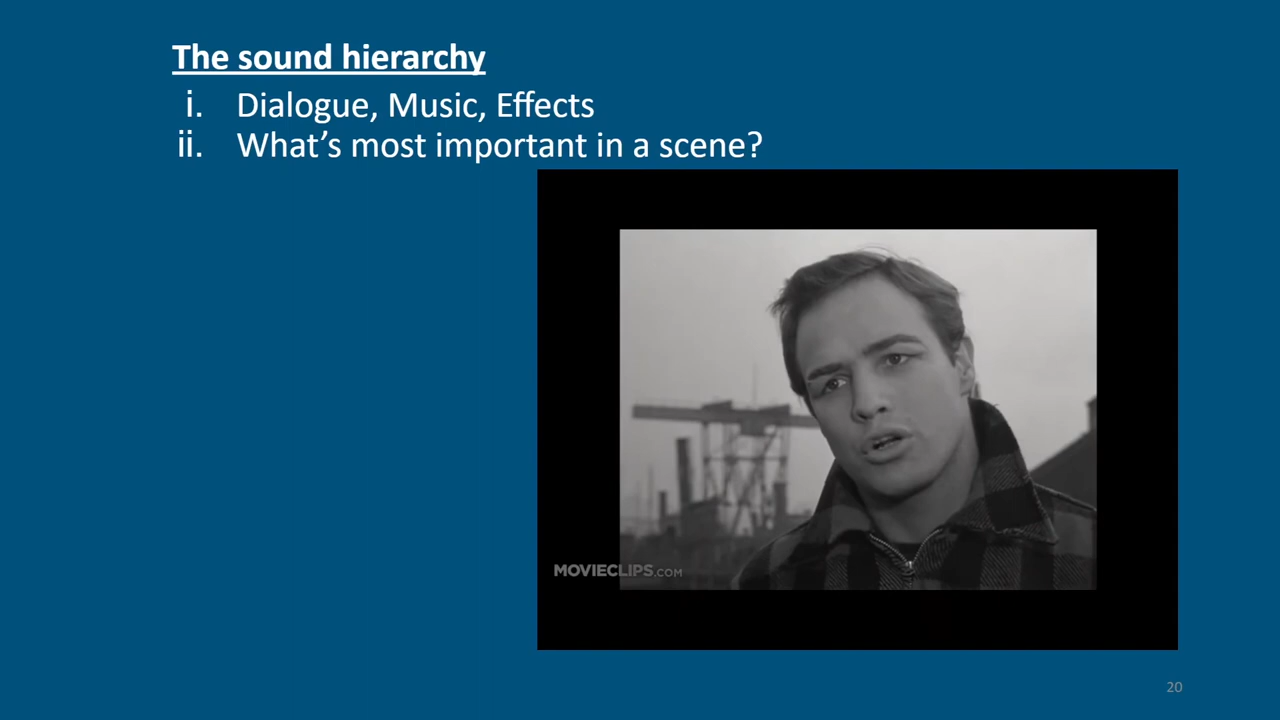 The sound hierarchy
i. Dialogue, Music, Effects
ii. What's most important in a scene?
MOVIECLIPS.COM
20